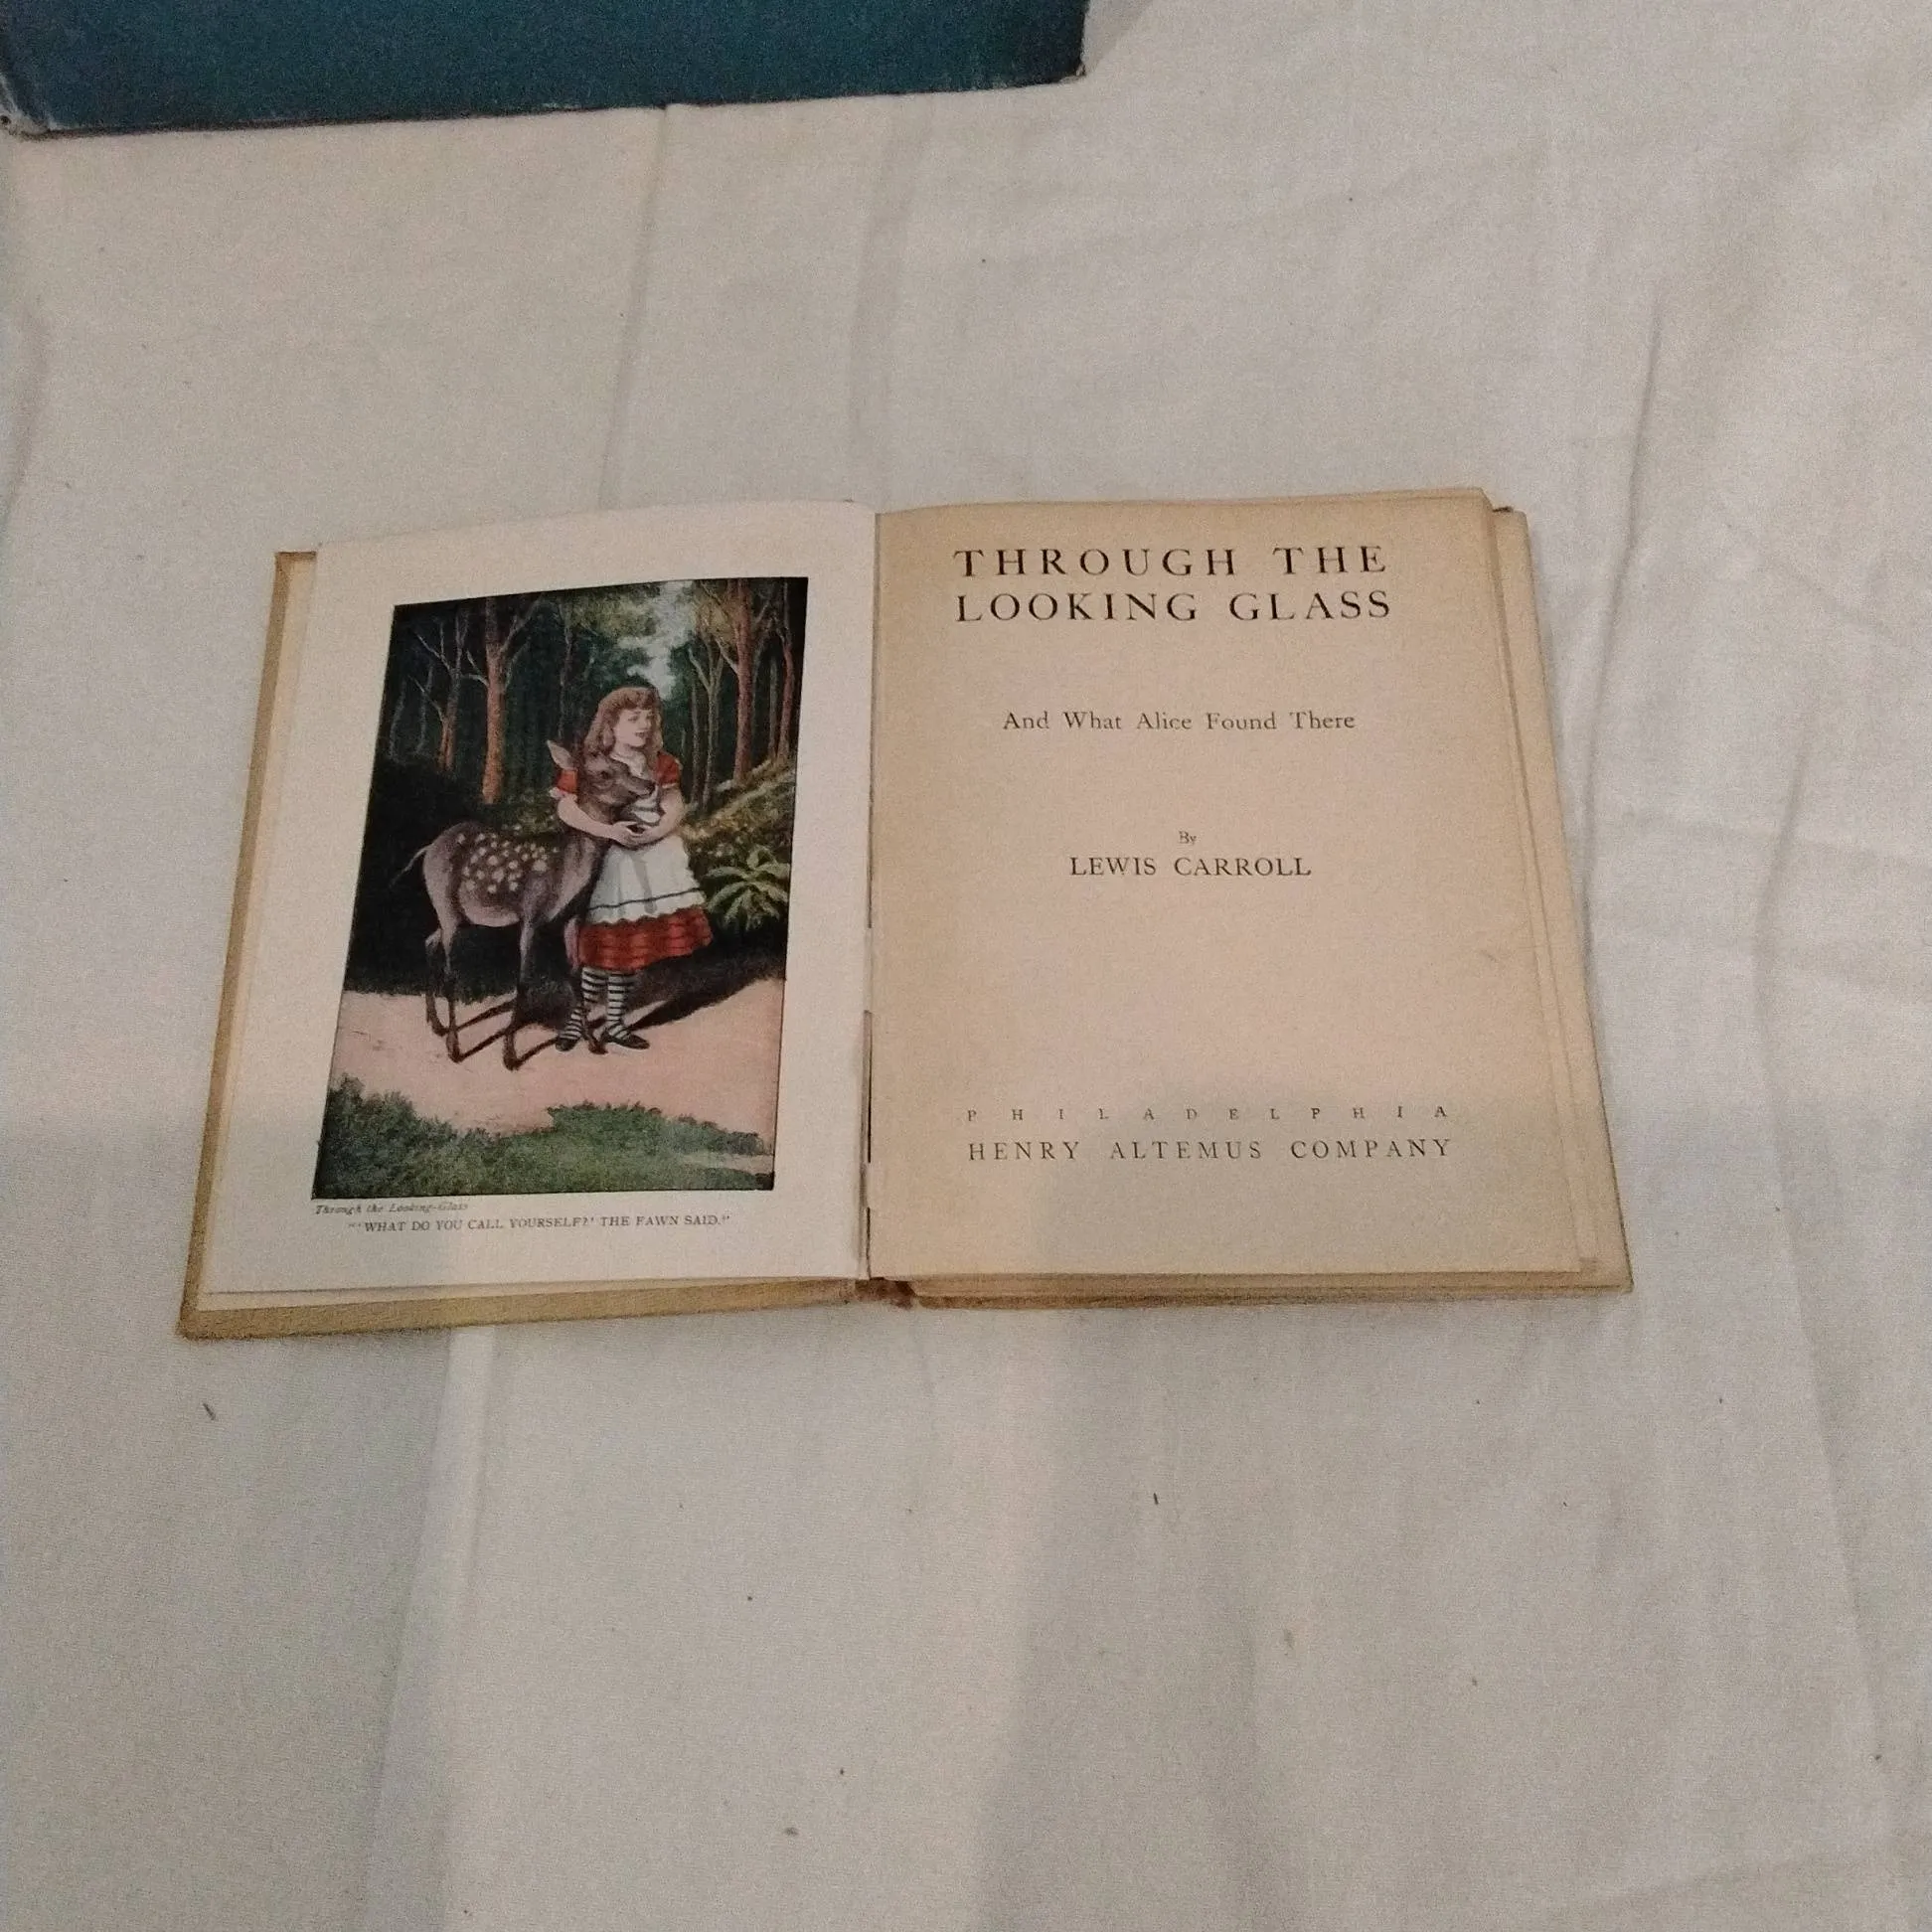 Through the Looking-Glass
"'WHAT DO YOU CALL YOURSELF?' THE FAWN SAID."
THROUGH THE
LOOKING GLASS
And What Alice Found There
By
LEWIS CARROLL
PHILADELPHIA
HENRY ALTEMUS COMPANY